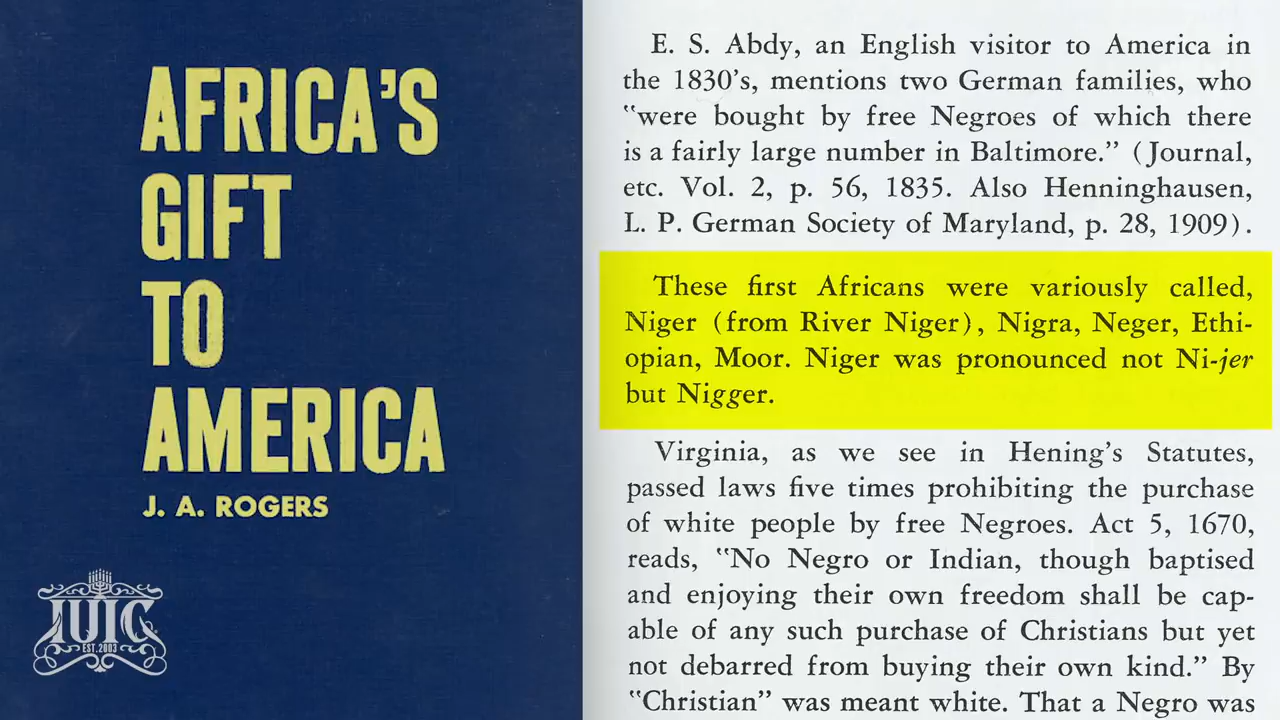 AFRICA'S
GIFT
TO
AMERICA
J. A. ROGERS
IUIC
EST. 2003
E. S. Abdy, an English visitor to America in
the 1830's, mentions two German families, who
"were bought by free Negroes of which there
is a fairly large number in Baltimore." (Journal,
etc. Vol. 2, p. 56, 1835. Also Henninghausen,
L. P. German Society of Maryland, p. 28, 1909).
These first Africans were variously called,
Niger (from River Niger), Nigra, Neger, Ethi-
opian, Moor. Niger was pronounced not Ni-jer
but Nigger.
Virginia, as we see in Hening's Statutes,
passed laws five times prohibiting the purchase
of white people by free Negroes. Act 5, 1670,
reads, "No Negro or Indian, though baptised
and enjoying their own freedom shall be cap-
able of any such purchase of Christians but yet
not debarred from buying their own kind." By
"Christian" was meant white. That a Negro was